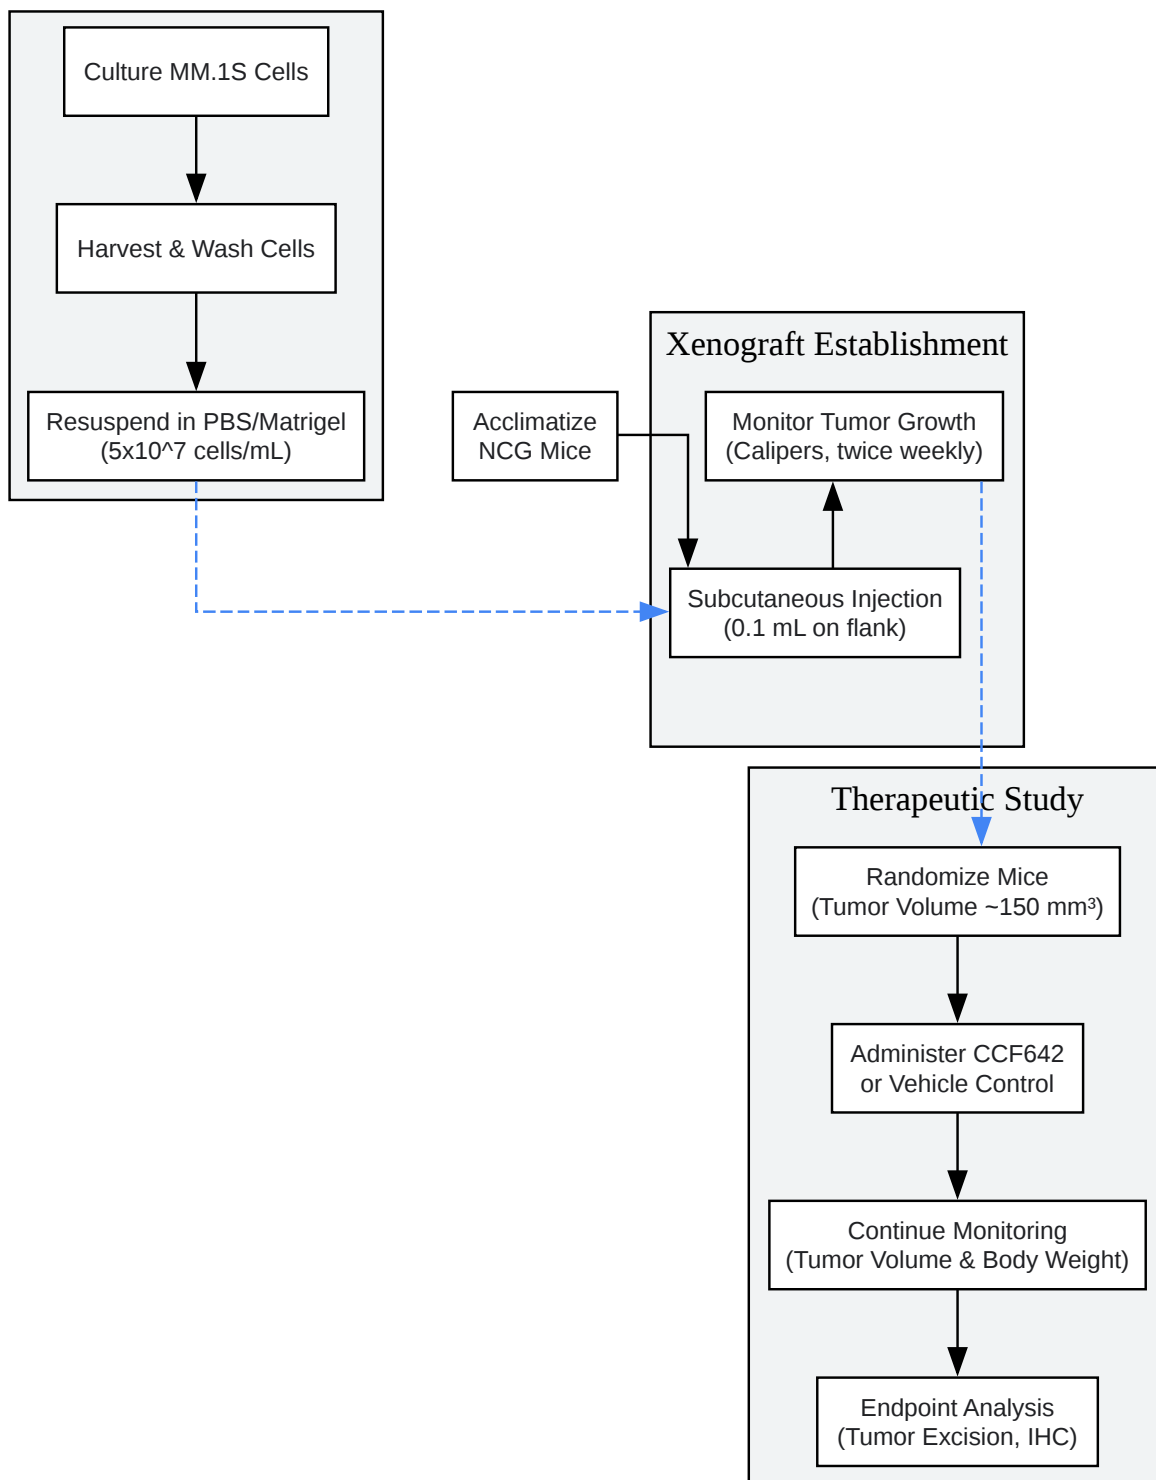 Culture MM.1S Cells
Harvest & Wash Cells
Resuspend in PBS/Matrigel
(5x10^7 cells/mL)
Acclimatize
NCG Mice
Xenograft Establishment
Monitor Tumor Growth
(Calipers, twice weekly)
Subcutaneous Injection
(0.1 mL on flank)
Therapeutic Study
Randomize Mice
(Tumor Volume ~150 mm³)
Administer CCF642
or Vehicle Control
Continue Monitoring
(Tumor Volume & Body Weight)
Endpoint Analysis
(Tumor Excision, IHC)